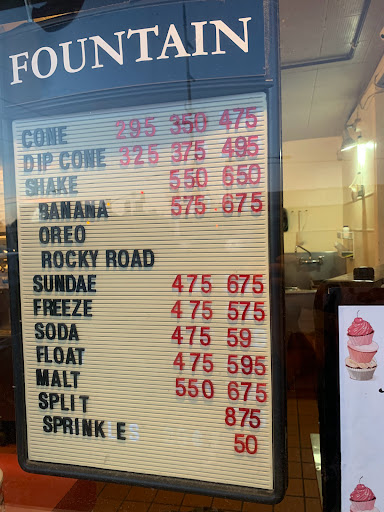 FOUNTAIN
CONE 295 350 475
DIP CONE 325 375 495
SHAKE 550 650
BANANA 575 675
OREO
ROCKY ROAD
SUNDAE 475 675
FREEZE 475 575
SODA 475 59
FLOAT 475 595
MALT 550 675
SPLIT 875
SPRINK E 50